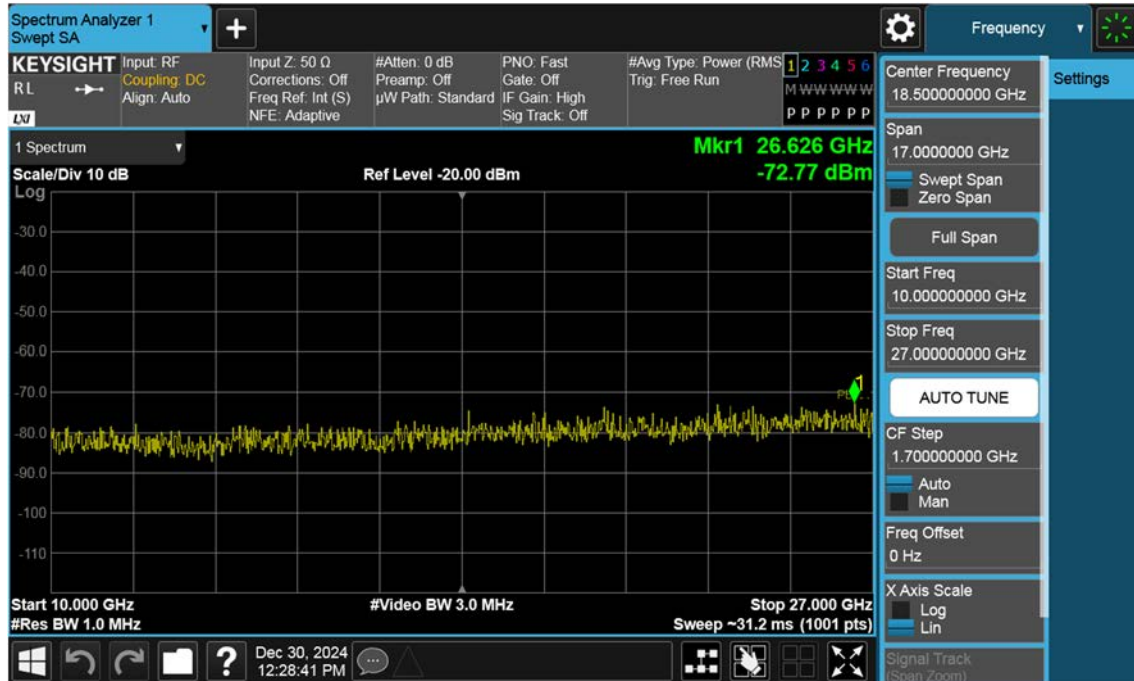 Spectrum Analyzer 1
Swept SA
Frequency
KEYSIGHT
RL
LXI
Input: RF
Coupling: DC
Align: Auto
Input Z: 50 Ω
Corrections: Off
Freq Ref: Int (S)
NFE: Adaptive
#Atten: 0 dB
Preamp: Off
µW Path: Standard
PNO: Fast
Gate: Off
IF Gain: High
Sig Track: Off
#Avg Type: Power (RMS
Trig: Free Run
1 2 3 4 5 6
M W W W W W
P P P P P P
1 Spectrum
Scale/Div 10 dB
Ref Level -20.00 dBm
Mkr1 26.626 GHz
-72.77 dBm
Log
-30.0
-40.0
-50.0
-60.0
-70.0
-80.0
-90.0
-100
-110
1
Start 10.000 GHz
#Video BW 3.0 MHz
Stop 27.000 GHz
#Res BW 1.0 MHz
Sweep ~31.2 ms (1001 pts)
Dec 30, 2024
12:28:41 PM
Center Frequency
18.500000000 GHz
Span
17.0000000 GHz
Swept Span
Zero Span
Full Span
Start Freq
10.000000000 GHz
Stop Freq
27.000000000 GHz
AUTO TUNE
CF Step
1.700000000 GHz
Auto
Man
Freq Offset
0 Hz
X Axis Scale
Log
Lin
Signal Track
(Span Zoom)
Settings